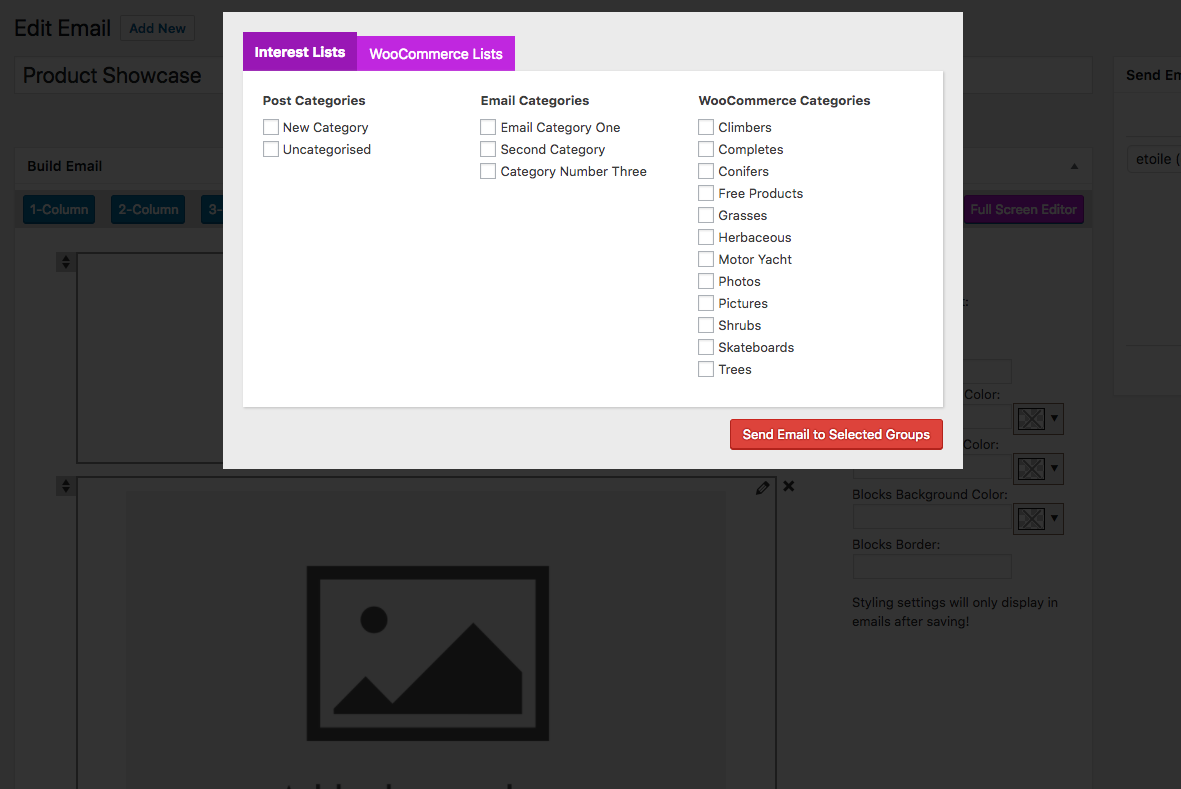 Edit Email
Add New
Product Showcase
Build Email
1-Column
2-Column
3-
Full Screen Editor
Send Em
etoile (
Interest Lists
WooCommerce Lists
Post Categories
New Category
Uncategorised
Email Categories
Email Category One
Second Category
Category Number Three
WooCommerce Categories
Climbers
Completes
Conifers
Free Products
Grasses
Herbaceous
Motor Yacht
Photos
Pictures
Shrubs
Skateboards
Trees
Send Email to Selected Groups
Color:
Color:
Blocks Background Color:
Blocks Border:
Styling settings will only display in
emails after saving!